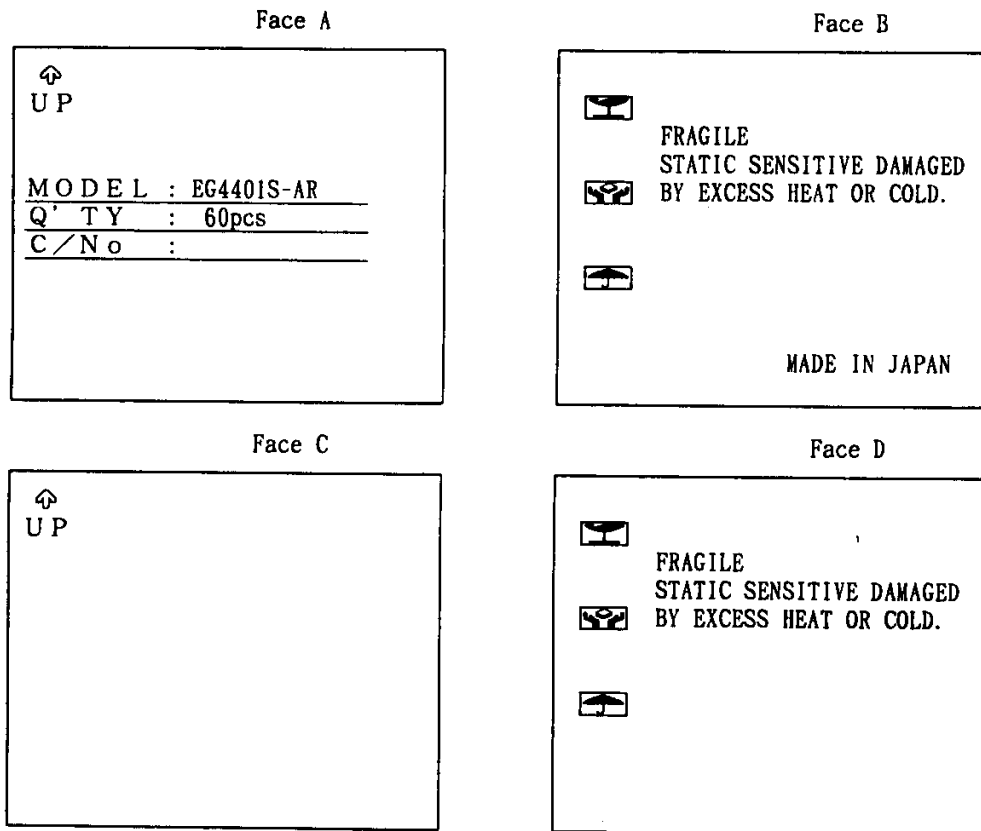 Face A
UP
MODEL : EG4401S-AR
Q'TY : 60pcs
C/No :
Face B
FRAGILE
STATIC SENSITIVE DAMAGED
BY EXCESS HEAT OR COLD.
MADE IN JAPAN
Face C
UP
Face D
FRAGILE
STATIC SENSITIVE DAMAGED
BY EXCESS HEAT OR COLD.